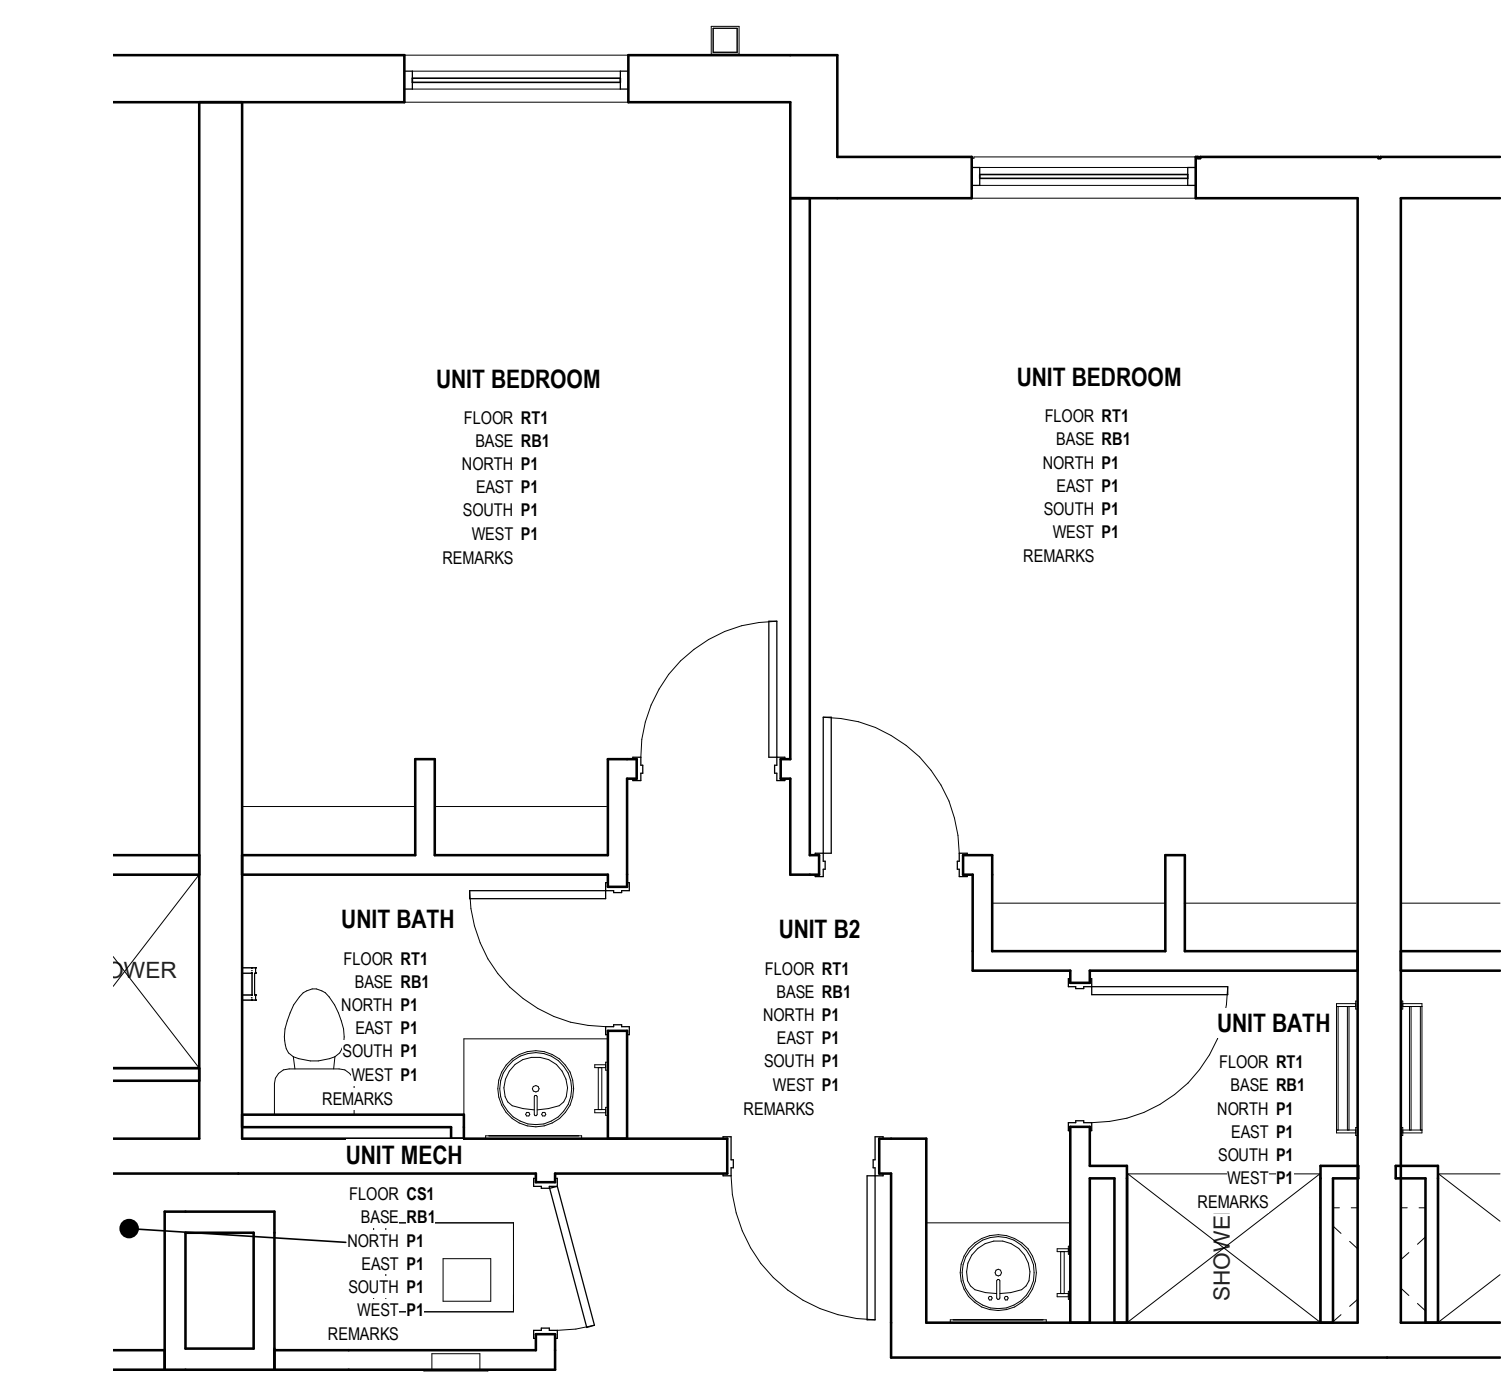 UNIT BEDROOM
FLOOR RT1
BASE RB1
NORTH P1
EAST P1
SOUTH P1
WEST P1
REMARKS
UNIT BEDROOM
FLOOR RT1
BASE RB1
NORTH P1
EAST P1
SOUTH P1
WEST P1
REMARKS
UNIT BATH
FLOOR RT1
BASE RB1
NORTH P1
EAST P1
SOUTH P1
WEST P1
REMARKS
UNIT B2
FLOOR RT1
BASE RB1
NORTH P1
EAST P1
SOUTH P1
WEST P1
REMARKS
OWER
UNIT BATH
FLOOR RT1
BASE RB1
NORTH P1
EAST P1
SOUTH P1
WEST P1
REMARKS
SHOWE
UNIT MECH
FLOOR CS1
BASE RB1
NORTH P1
EAST P1
SOUTH P1
WEST P1
REMARKS